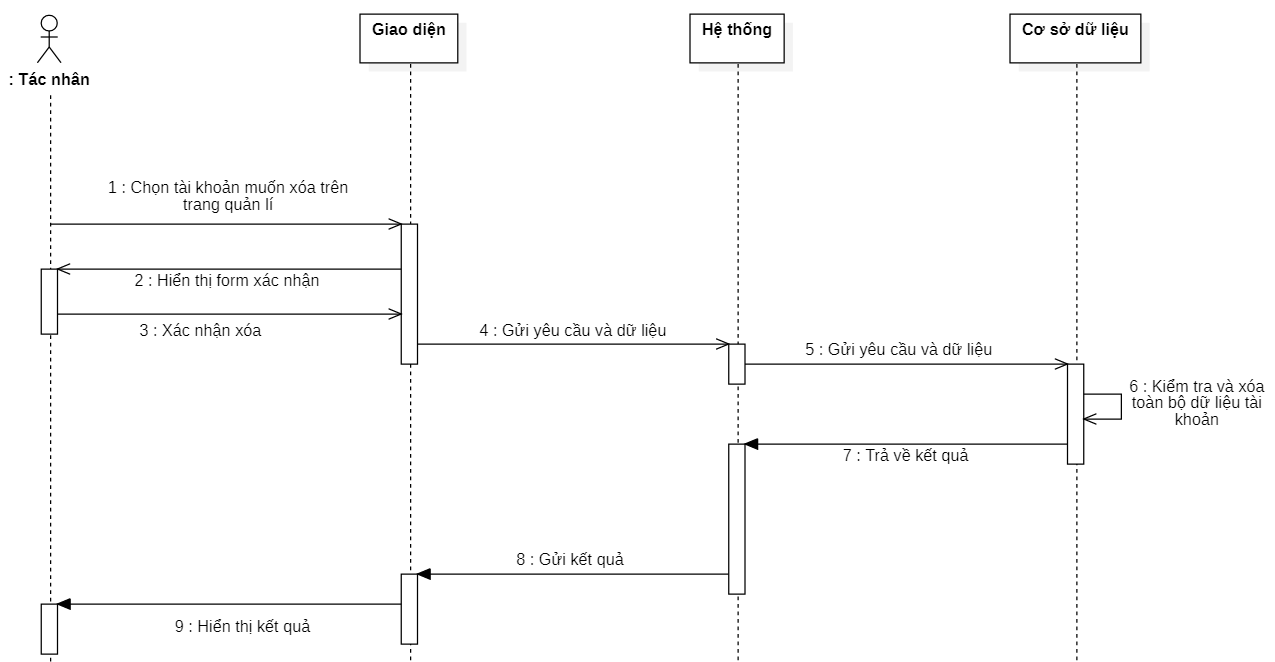 : Tác nhân
Giao diện
Hệ thống
Cơ sở dữ liệu
1 : Chọn tài khoản muốn xóa trên
trang quản lí
2 : Hiển thị form xác nhận
3 : Xác nhận xóa
4 : Gửi yêu cầu và dữ liệu
5 : Gửi yêu cầu và dữ liệu
6 : Kiểm tra và xóa
toàn bộ dữ liệu tài
khoản
7 : Trả về kết quả
8 : Gửi kết quả
9 : Hiển thị kết quả